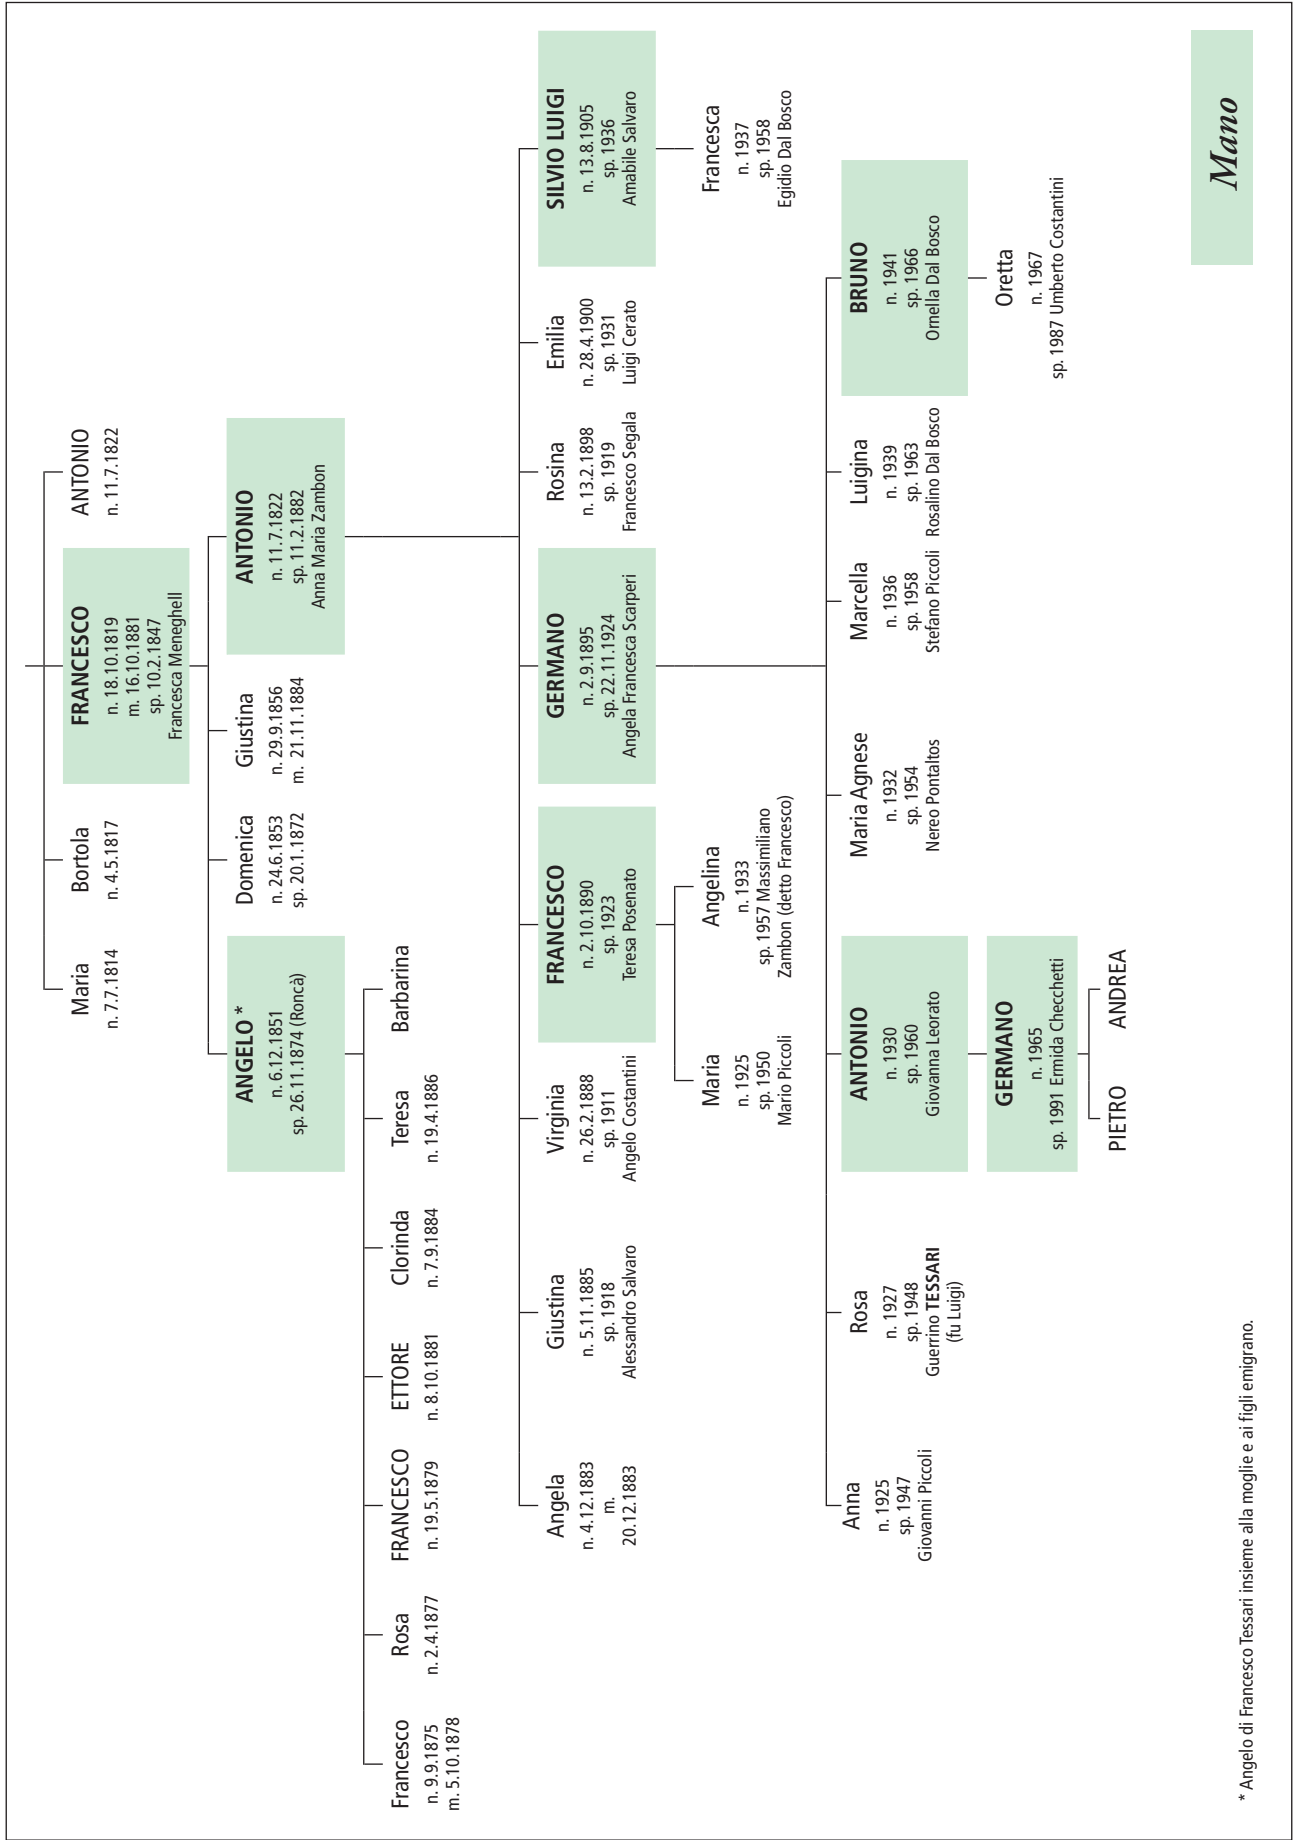 Maria
n. 7.7.1814
Bortola
n. 4.5.1817
FRANCESCO
n. 18.10.1819
m. 16.10.1881
sp. 10.2.1847
Francesca Meneghell
ANTONIO
n. 11.7.1822
ANGELO *
n. 6.12.1851
sp. 26.11.1874 (Roncà)
Domenica
n. 24.6.1853
sp. 20.1.1872
Giustina
n. 29.9.1856
m. 21.11.1884
ANTONIO
n. 11.7.1822
sp. 11.2.1882
Anna Maria Zambon
Francesco
n. 9.9.1875
m. 5.10.1878
Rosa
n. 2.4.1877
FRANCESCO
n. 19.5.1879
ETTORE
n. 8.10.1881
Clorinda
n. 7.9.1884
Teresa
n. 19.4.1886
Barbarina
Angela
n. 4.12.1883
m.
20.12.1883
Giustina
n. 5.11.1885
sp. 1918
Alessandro Salvaro
Virginia
n. 26.2.1888
sp. 1911
Angelo Costantini
FRANCESCO
n. 2.10.1890
sp. 1923
Teresa Posenato
GERMANO
n. 2.9.1895
sp. 22.11.1924
Angela Francesca Scarperi
Rosina
n. 13.2.1898
sp. 1919
Francesco Segala
Emilia
n. 28.4.1900
sp. 1931
Luigi Cerato
SILVIO LUIGI
n. 13.8.1905
sp. 1936
Amabile Salvaro
Maria
n. 1925
sp. 1950
Mario Piccoli
Angelina
n. 1933
sp. 1957 Massimiliano
Zambon (detto Francesco)
Francesca
n. 1937
sp. 1958
Egidio Dal Bosco
Anna
n. 1925
sp. 1947
Giovanni Piccoli
Rosa
n. 1927
sp. 1948
Guerrino TESSARI
(fu Luigi)
ANTONIO
n. 1930
sp. 1960
Giovanna Leorato
Maria Agnese
n. 1932
sp. 1954
Nereo Pontaltos
Marcella
n. 1936
sp. 1958
Stefano Piccoli
Luigina
n. 1939
sp. 1963
Rosalino Dal Bosco
BRUNO
n. 1941
sp. 1966
Ornella Dal Bosco
GERMANO
n. 1965
sp. 1991 Ermida Checchetti
Oretta
n. 1967
sp. 1987 Umberto Costantini
PIETRO
ANDREA
* Angelo di Francesco Tessari insieme alla moglie e ai figli emigrano.
Mano